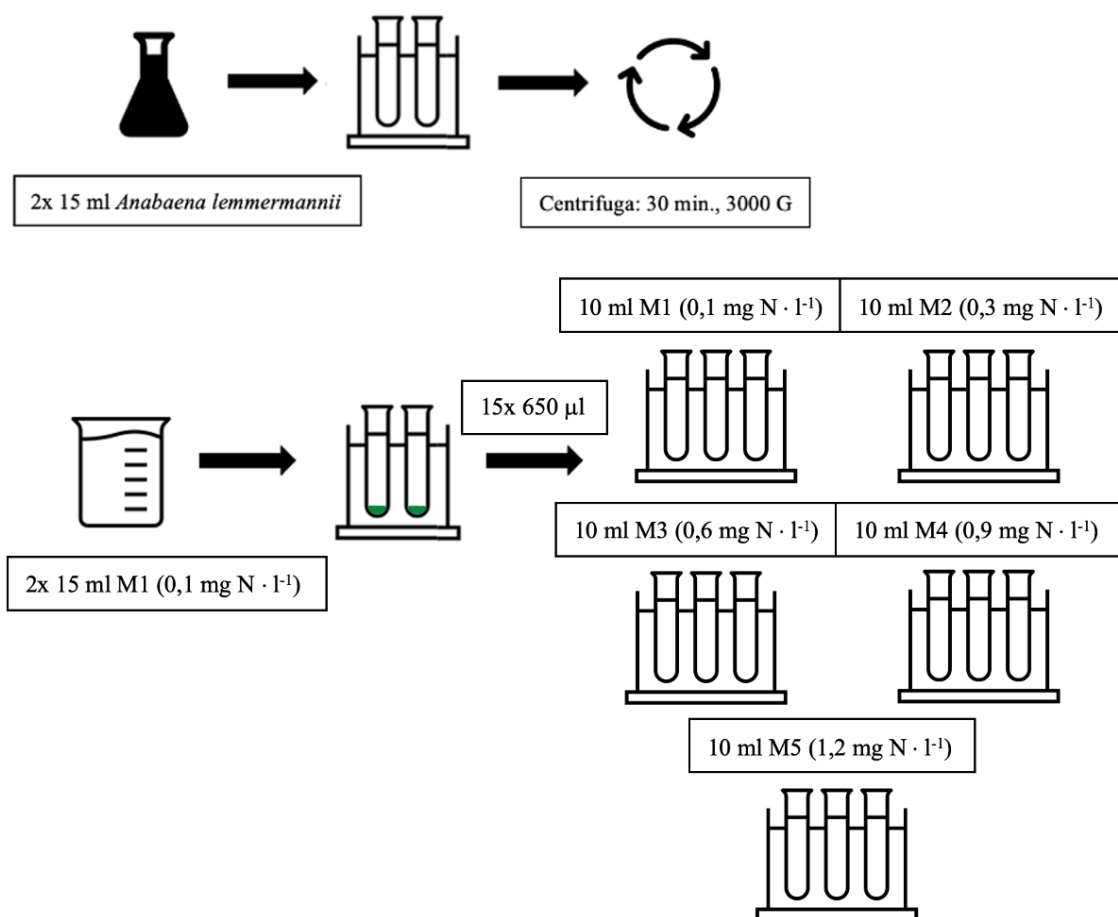 2x 15 ml Anabaena lemmermannii
Centrifuga: 30 min., 3000 G
10 ml M1 (0,1 mg N · l⁻¹)
10 ml M2 (0,3 mg N · l⁻¹)
15x 650 µl
2x 15 ml M1 (0,1 mg N · l⁻¹)
10 ml M3 (0,6 mg N · l⁻¹)
10 ml M4 (0,9 mg N · l⁻¹)
10 ml M5 (1,2 mg N · l⁻¹)